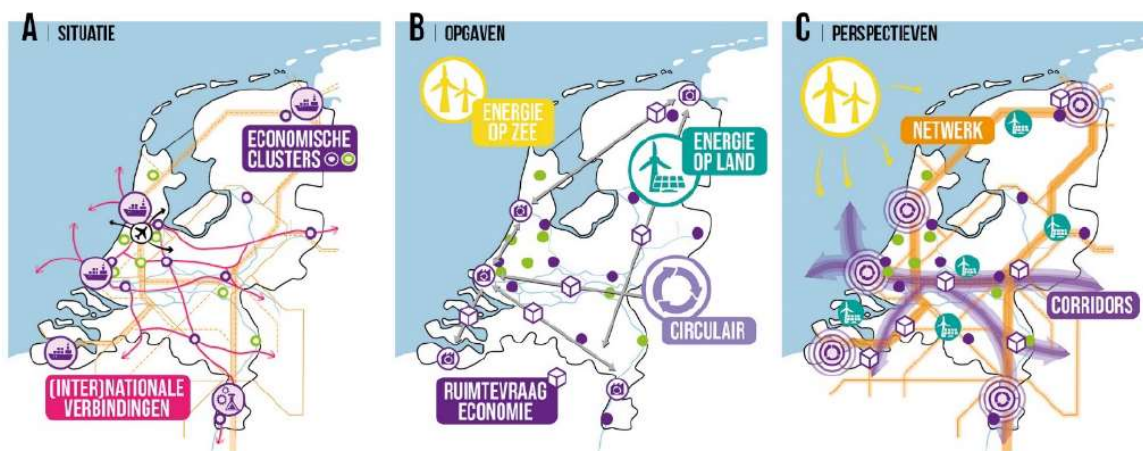 A | SITUATIE
ECONOMISCHE
CLUSTERS
(INTER)NATIONALE
VERBINDINGEN
B | OPGAVEN
ENERGIE
OP ZEE
ENERGIE
OP LAND
CIRCULAIR
RUIMTEVRAAG
ECONOMIE
C | PERSPECTIEVEN
NETWERK
CORRIDORS